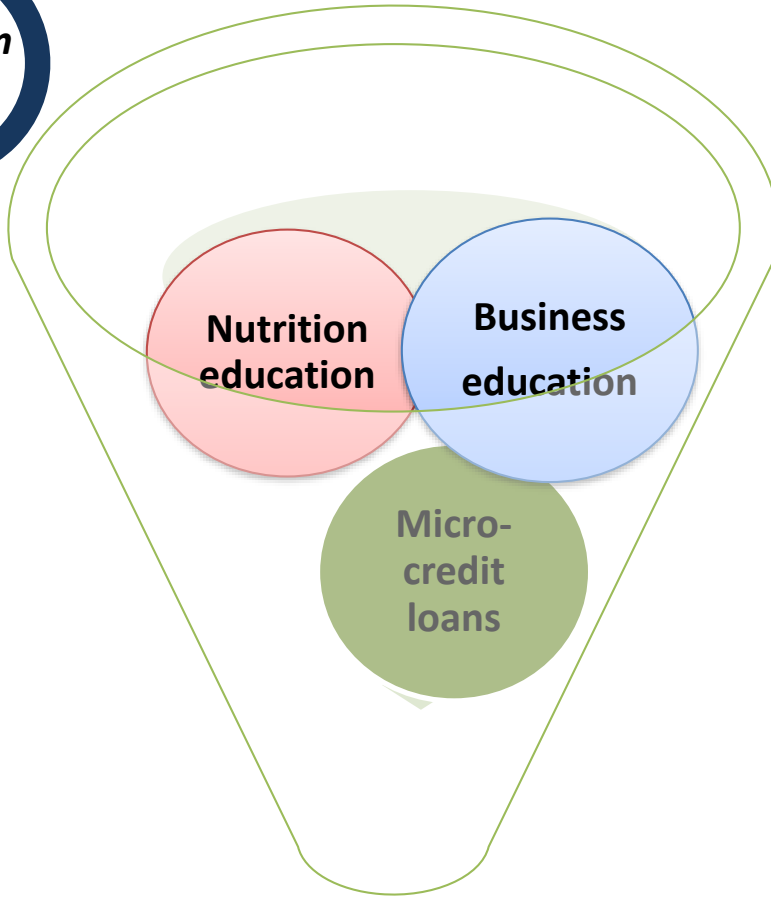 Nutrition
education
Business
education
Micro-
credit
loans